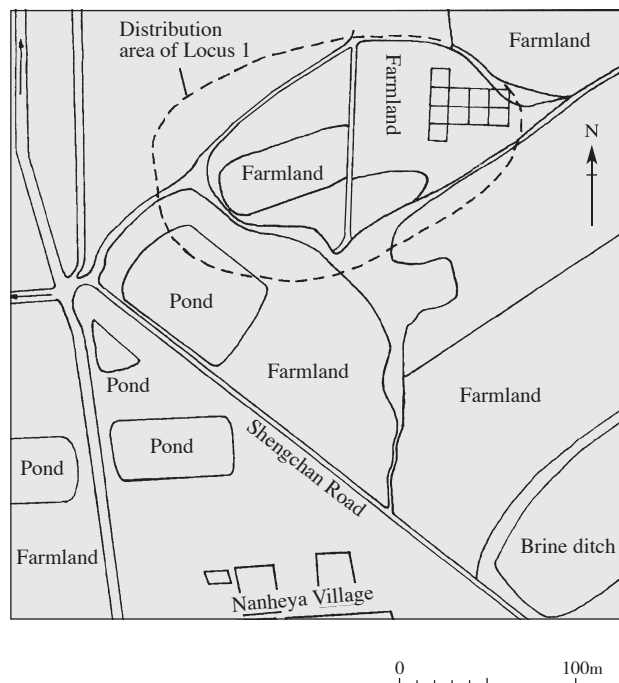 Distribution
area of Locus 1
Farmland
Farmland
N
Farmland
Pond
Farmland
Farmland
Pond
Pond
Pond
Shengchan Road
Farmland
Brine ditch
Nanheya Village
0 100m